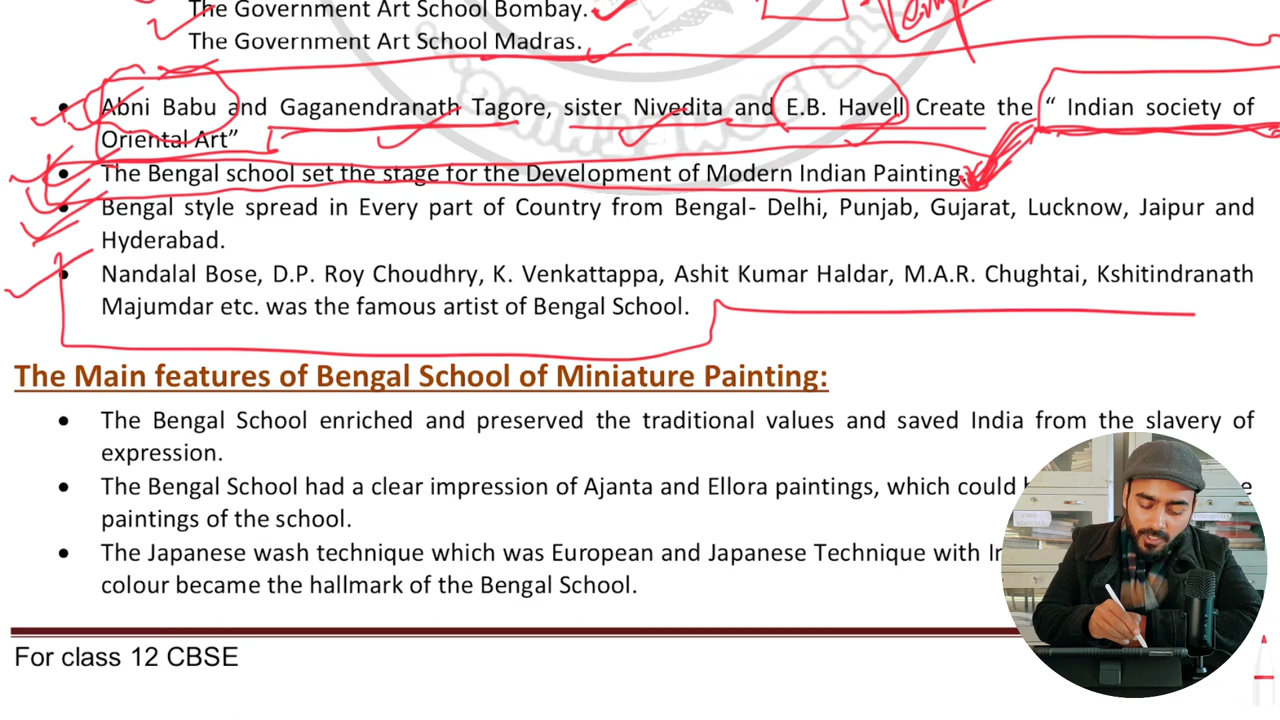 The Government Art School Bombay.
The Government Art School Madras.
• Abni Babu and Gaganendranath Tagore, sister Nivedita and E.B. Havell Create the “ Indian society of
Oriental Art”
• The Bengal school set the stage for the Development of Modern Indian Painting.
• Bengal style spread in Every part of Country from Bengal- Delhi, Punjab, Gujarat, Lucknow, Jaipur and
Hyderabad.
• Nandalal Bose, D.P. Roy Choudhry, K. Venkattappa, Ashit Kumar Haldar, M.A.R. Chughtai, Kshitindranath
Majumdar etc. was the famous artist of Bengal School.
The Main features of Bengal School of Miniature Painting:
• The Bengal School enriched and preserved the traditional values and saved India from the slavery of
expression.
• The Bengal School had a clear impression of Ajanta and Ellora paintings, which could
paintings of the school.
• The Japanese wash technique which was European and Japanese Technique with
colour became the hallmark of the Bengal School.
For class 12 CBSE